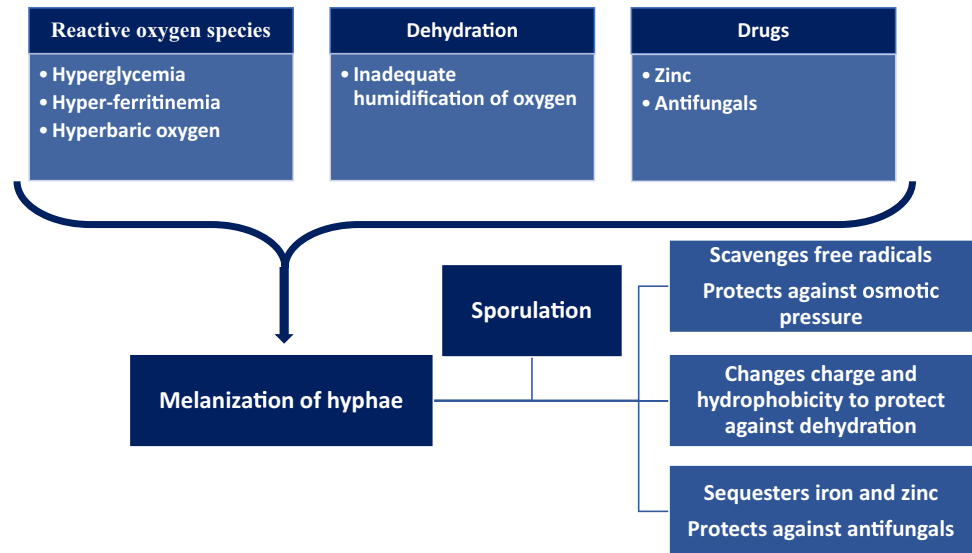 Reactive oxygen species
• Hyperglycemia
• Hyper-ferritinemia
• Hyperbaric oxygen
Dehydration
• Inadequate
humidification of oxygen
Drugs
• Zinc
• Antifungals
Sporulation
Melanization of hyphae
Scavenges free radicals
Protects against osmotic
pressure
Changes charge and
hydrophobicity to protect
against dehydration
Sequesters iron and zinc
Protects against antifungals